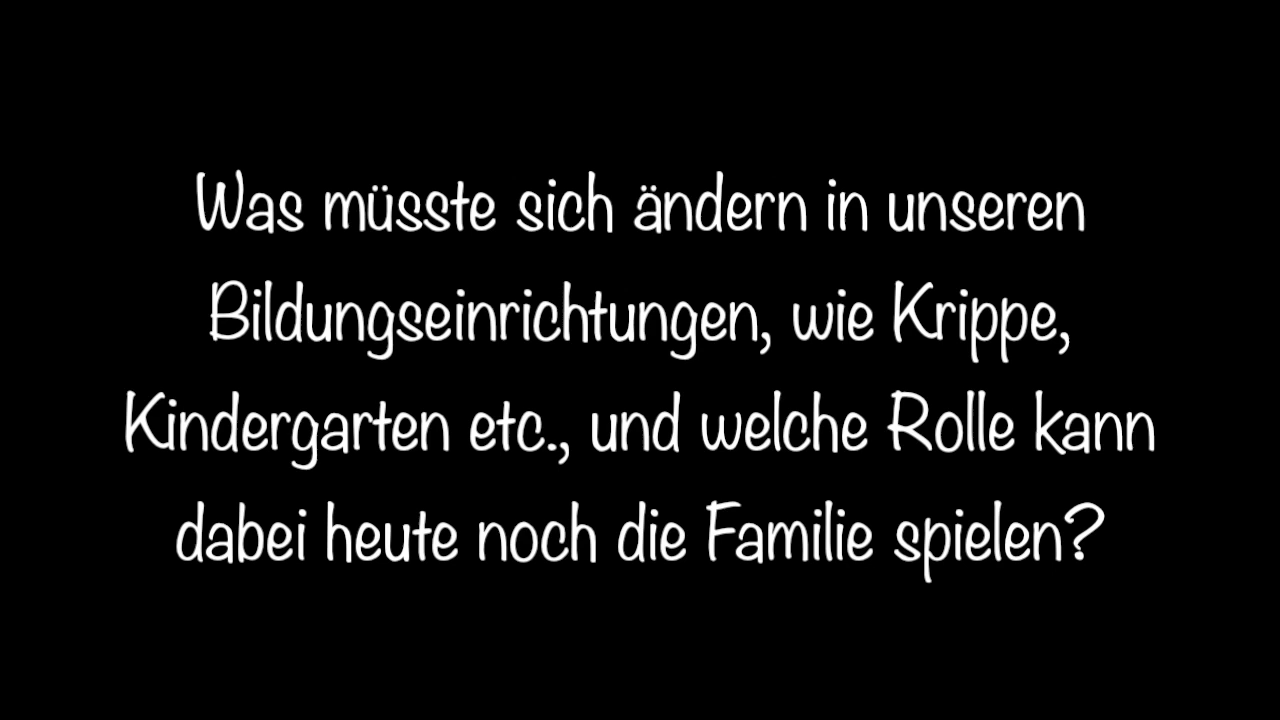 Was müsste sich ändern in unseren
Bildungseinrichtungen, wie Krippe,
Kindergarten etc., und welche Rolle kann
dabei heute noch die Familie spielen?